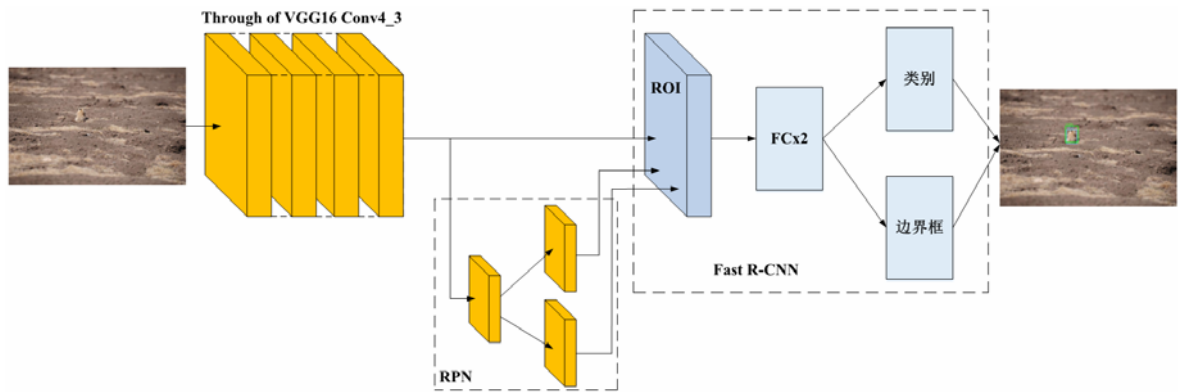 Through of VGG16 Conv4_3
ROI
FCx2
类别
边界框
Fast R-CNN
RPN